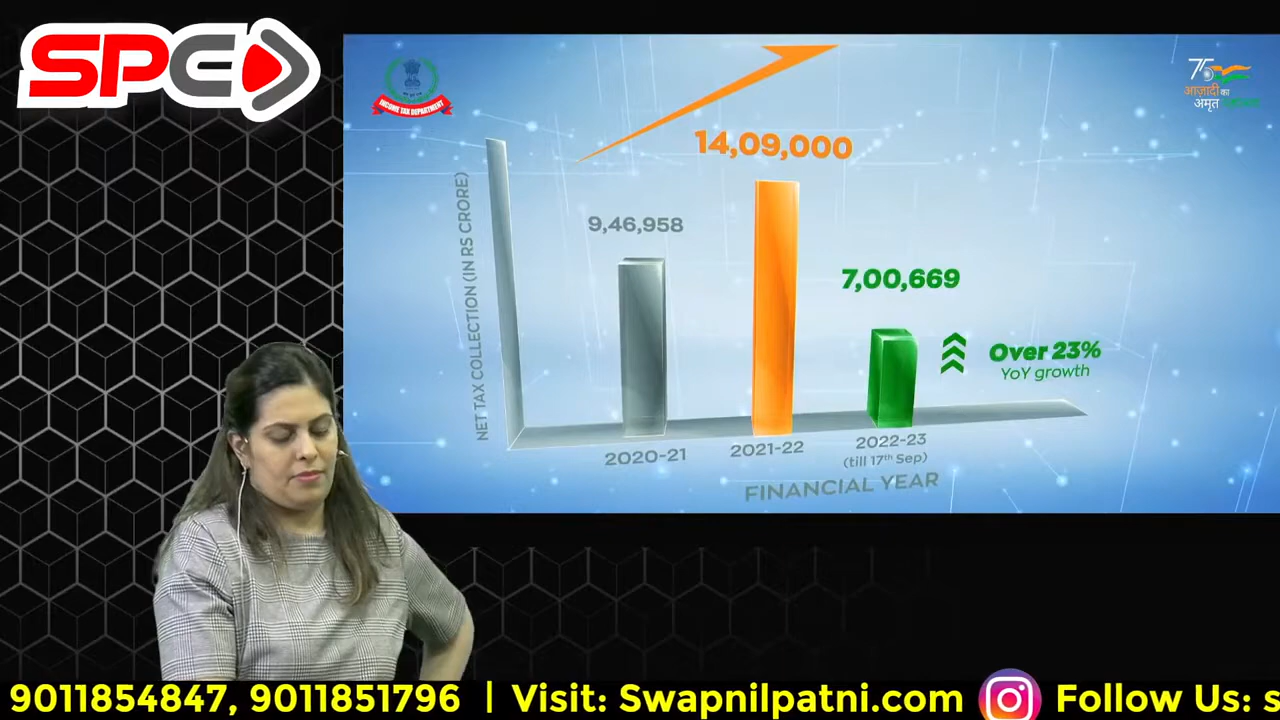 SPC
INCOME TAX DEPARTMENT
75
आज़ादी का
अमृत
14,09,000
9,46,958
7,00,669
Over 23%
YoY growth
NET TAX COLLECTION (IN RS CRORE)
2020-21
2021-22
2022-23
(till 17th Sep)
FINANCIAL YEAR
9011854847, 9011851796 | Visit: Swapnilpatni.com Follow Us: s